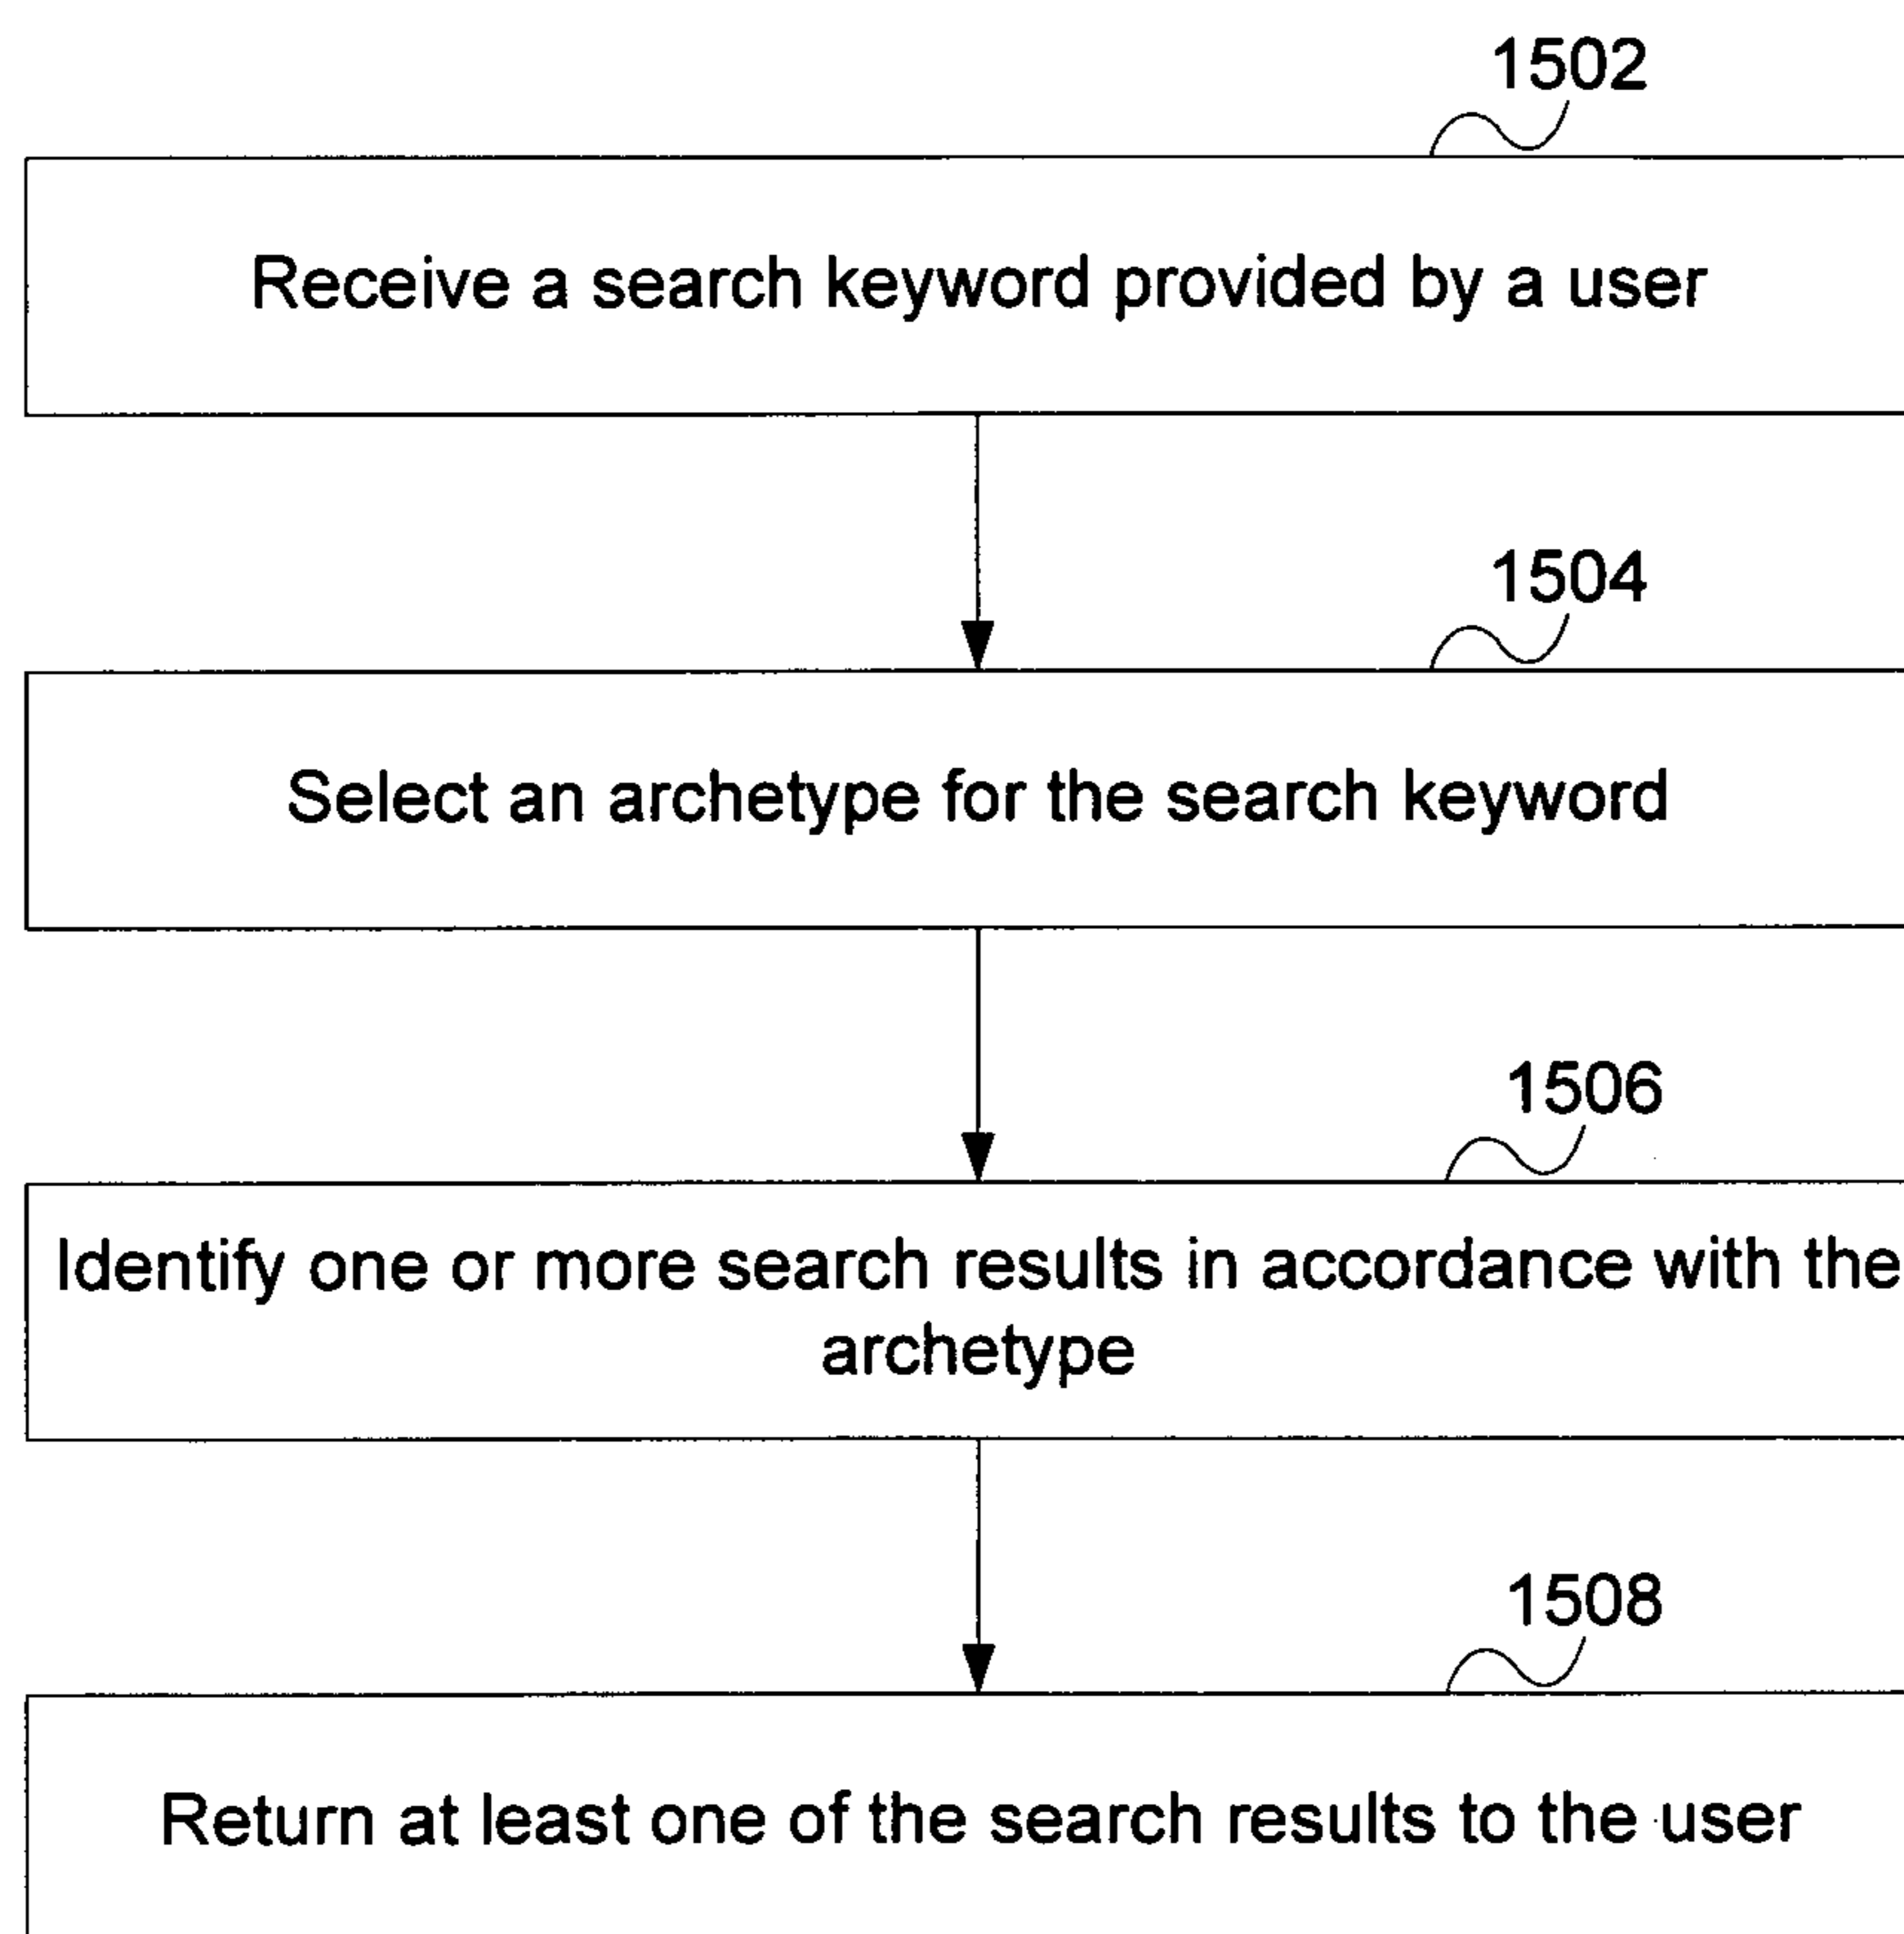 1502
Receive a search keyword provided by a user
1504
Select an archetype for the search keyword
1506
Identify one or more search results in accordance with the
archetype
1508
Return at least one of the search results to the user